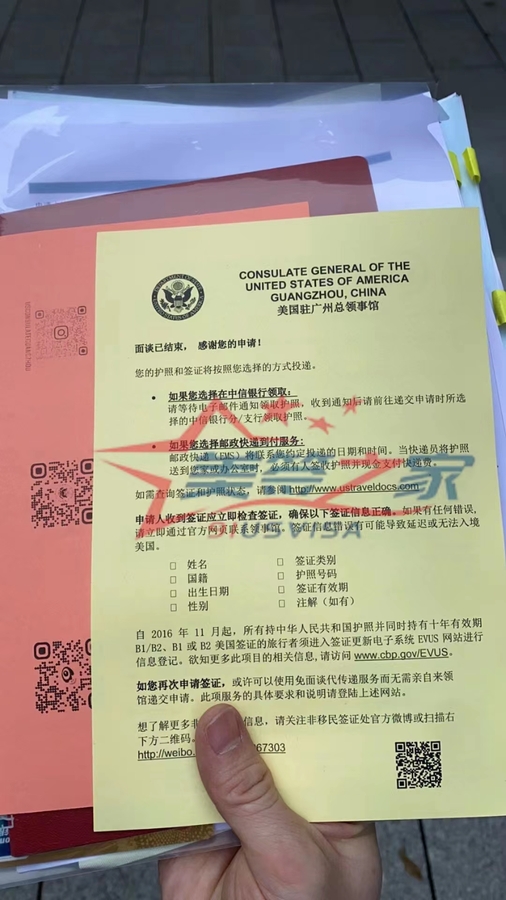 CONSULATE GENERAL OF THE
UNITED STATES OF AMERICA
GUANGZHOU, CHINA
美国驻广州总领事馆
面谈已结束，感谢您的申请！
您的护照和签证将按照您选择的方式投递。
• 如果您选择在中信银行领取：
请等待电子邮件通知领取护照，收到通知后请前往递交申请时所选
择的中信银行分/支行领取护照。
• 如果您选择邮政快递到付服务：
邮政快递（EMS）将联系您约定投递的日期和时间。当快递员将护照
送到您家或办公室时，必须有人签收护照并现金支付快递费。
如需查询签证和护照状态，请参阅 http://www.ustraveldocs.com
申请人收到签证应立即检查签证，确保以下签证信息正确。如果有任何错误，
请立即通过官方网页联系领事馆。签证信息错误有可能导致延迟或无法入境
美国。
□ 姓名 □ 签证类别
□ 国籍 □ 护照号码
□ 出生日期 □ 签证有效期
□ 性别 □ 注解（如有）
自 2016 年 11 月起，所有持中华人民共和国护照并同时持有十年有效期
B1/B2、B1 或 B2 美国签证的旅行者须进入签证更新电子系统 EVUS 网站进行
信息登记。欲知更多此项目的相关信息，请访问 www.cbp.gov/EVUS。
如您再次申请签证，或许可以使用免面谈代传递服务而无需亲自来领
馆递交申请。此项服务的具体要求和说明请登陆上述网站。
想了解更多 信息，请关注非移民签证处官方微博或扫描右
下方二维码。
http://weibo. 67303